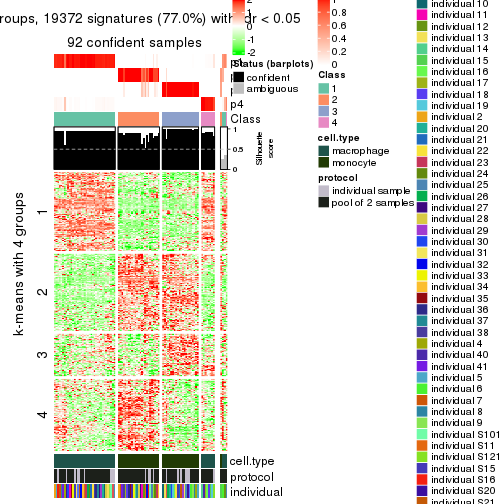 roups, 19372 signatures (77.0%) with fdr < 0.05
92 confident samples
p4
Class
1
0.5
0
Silhouette
score
k-means with 4 groups
1
2
3
4
cell.type
protocol
individual
2
0
-1
-2
Status (barplots)
confident
ambiguous
0.8
0.6
0.4
0.2
0
Class
1
2
3
4
cell.type
macrophage
monocyte
protocol
individual sample
pool of 2 samples
individual 10
individual 11
individual 12
individual 13
individual 14
individual 15
individual 16
individual 17
individual 18
individual 19
individual 2
individual 20
individual 21
individual 22
individual 23
individual 24
individual 25
individual 26
individual 27
individual 28
individual 29
individual 30
individual 31
individual 32
individual 33
individual 34
individual 35
individual 36
individual 37
individual 38
individual 4
individual 40
individual 41
individual 5
individual 6
individual 7
individual 8
individual 9
individual S101
individual S11
individual S121
individual S15
individual S16
individual S20
individual S21